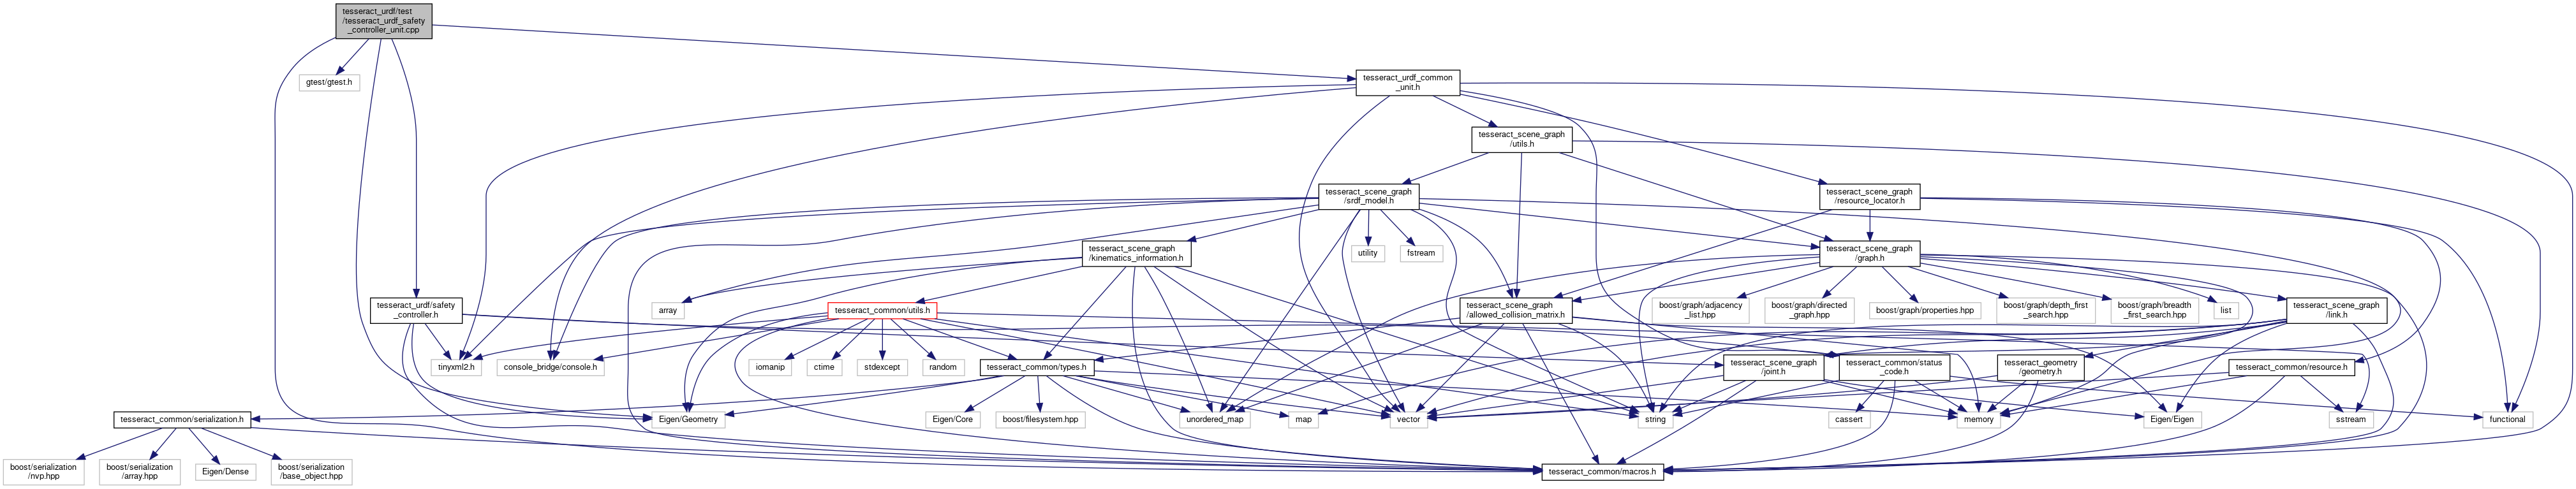 tesseract_urdf/test
/tesseract_urdf_safety
_controller_unit.cpp
gtest/gtest.h
tesseract_urdf_common
_unit.h
tesseract_scene_graph
/utils.h
tesseract_scene_graph
/srdf_model.h
tesseract_scene_graph
/resource_locator.h
tesseract_scene_graph
/kinematics_information.h
utility
fstream
tesseract_scene_graph
/graph.h
tesseract_urdf/safety
_controller.h
array
tesseract_common/utils.h
tesseract_scene_graph
/allowed_collision_matrix.h
boost/graph/adjacency
_list.hpp
boost/graph/directed
_graph.hpp
boost/graph/properties.hpp
boost/graph/depth_first
_search.hpp
boost/graph/breadth
_first_search.hpp
list
tesseract_scene_graph
/link.h
tinyxml2.h
console_bridge/console.h
iomanip
ctime
stdexcept
random
tesseract_common/types.h
tesseract_scene_graph
/joint.h
tesseract_common/status
_code.h
tesseract_geometry
/geometry.h
tesseract_common/resource.h
tesseract_common/serialization.h
Eigen/Geometry
Eigen/Core
boost/filesystem.hpp
unordered_map
map
vector
string
cassert
memory
Eigen/Eigen
sstream
functional
boost/serialization
/nvp.hpp
boost/serialization
/array.hpp
Eigen/Dense
boost/serialization
/base_object.hpp
tesseract_common/macros.h